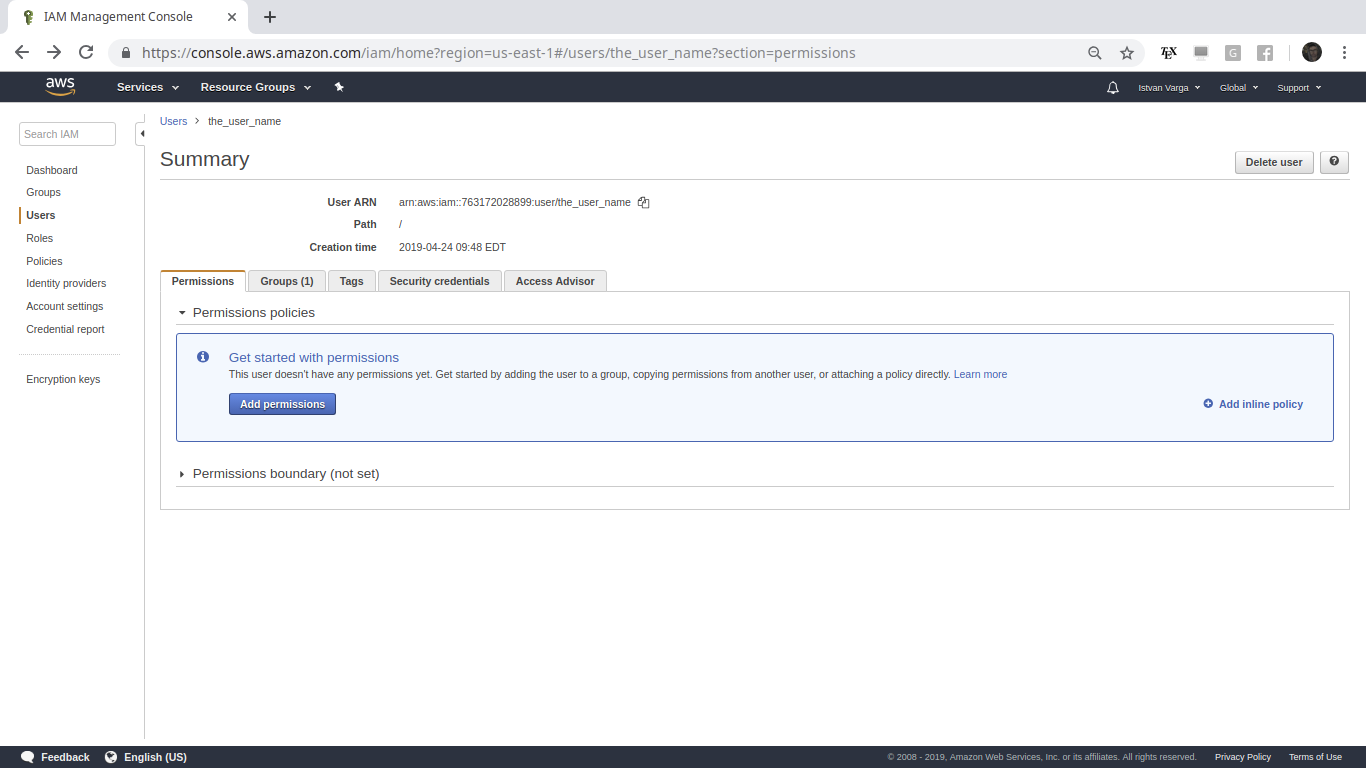 IAM Management Console
https://console.aws.amazon.com/iam/home?region=us-east-1#/users/the_user_name?section=permissions
TEX
G
aws
Services
Resource Groups
Istvan Varga
Global
Support
Search IAM
Dashboard
Groups
Users
Roles
Policies
Identity providers
Account settings
Credential report
Encryption keys
Users > the_user_name
Summary
Delete user
?
User ARN arn:aws:iam::763172028899:user/the_user_name
Path /
Creation time 2019-04-24 09:48 EDT
Permissions
Groups (1)
Tags
Security credentials
Access Advisor
Permissions policies
Get started with permissions
This user doesn't have any permissions yet. Get started by adding the user to a group, copying permissions from another user, or attaching a policy directly. Learn more
Add permissions
Add inline policy
Permissions boundary (not set)
Feedback
English (US)
© 2008 - 2019, Amazon Web Services, Inc. or its affiliates. All rights reserved.
Privacy Policy
Terms of Use